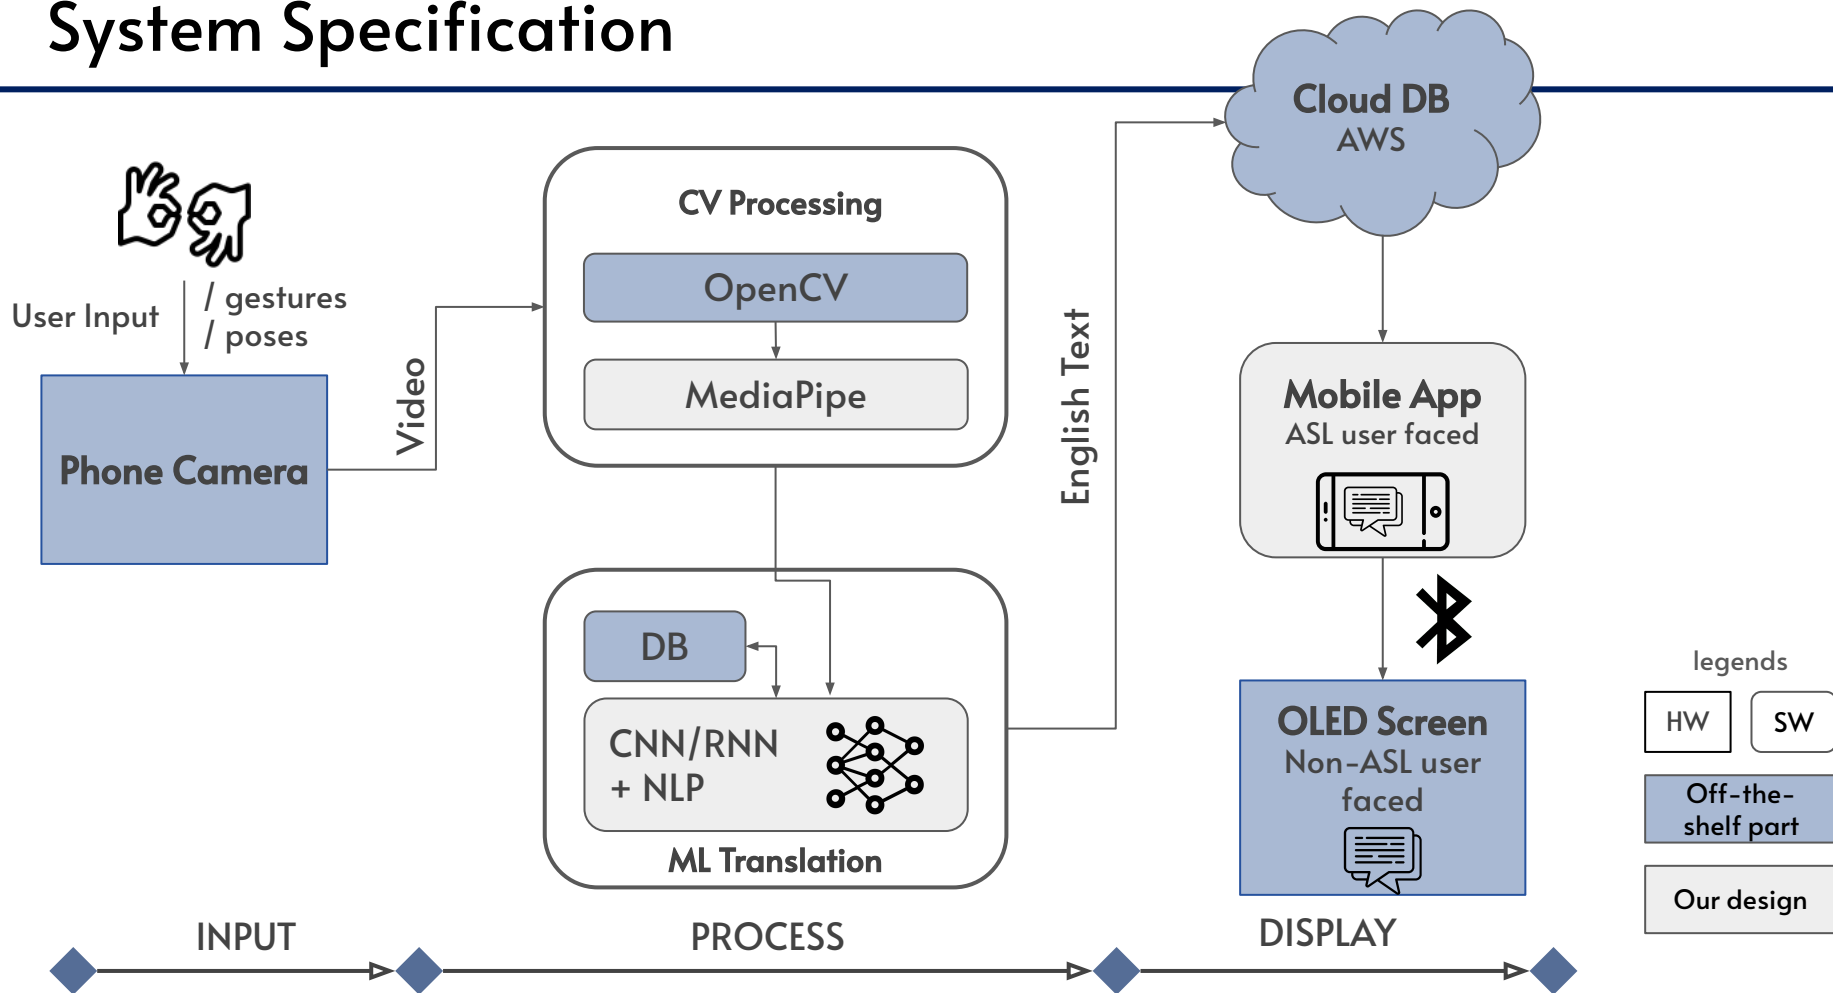 System Specification
Cloud DB
AWS
User Input
/ gestures
/ poses
Phone Camera
Video
CV Processing
OpenCV
MediaPipe
DB
CNN/RNN
+ NLP
ML Translation
English Text
Mobile App
ASL user faced
OLED Screen
Non-ASL user
faced
legends
HW
SW
Off-the-
shelf part
Our design
INPUT
PROCESS
DISPLAY